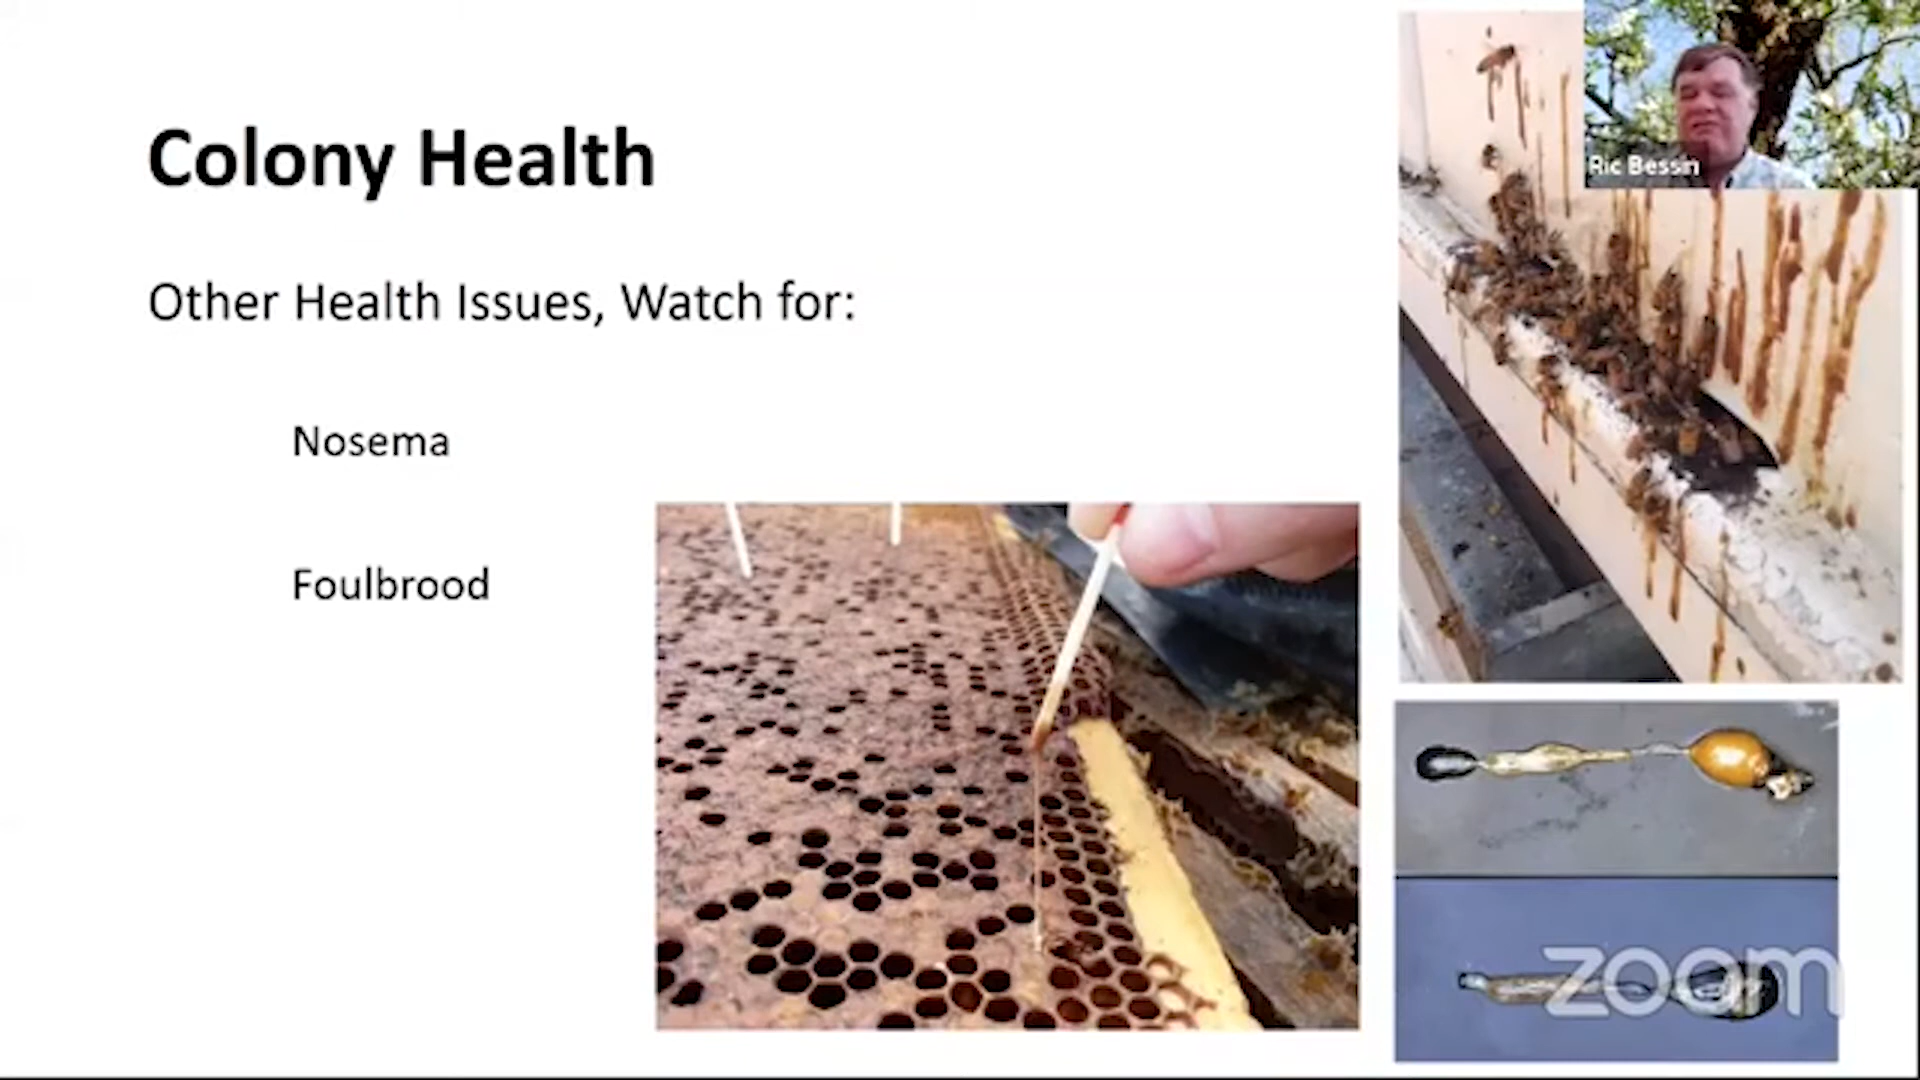 Colony Health
Other Health Issues, Watch for:
Nosema
Foulbrood
Ric Bessin
zoom